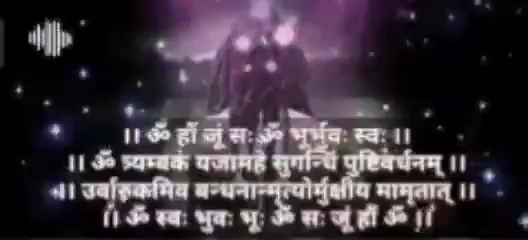 ।। ॐ हौं जूं सः ॐ भूर्भुवः स्वः ।।
।। ॐ त्र्यम्बकं यजामहे सुगन्धिं पुष्टिवर्धनम् ।।
।। उर्वारुकमिव बन्धनान्मृत्योर्मुक्षीय मामृतात् ।।
।। ॐ स्वः भुवः भूः ॐ सः जूं हौं ॐ ।।